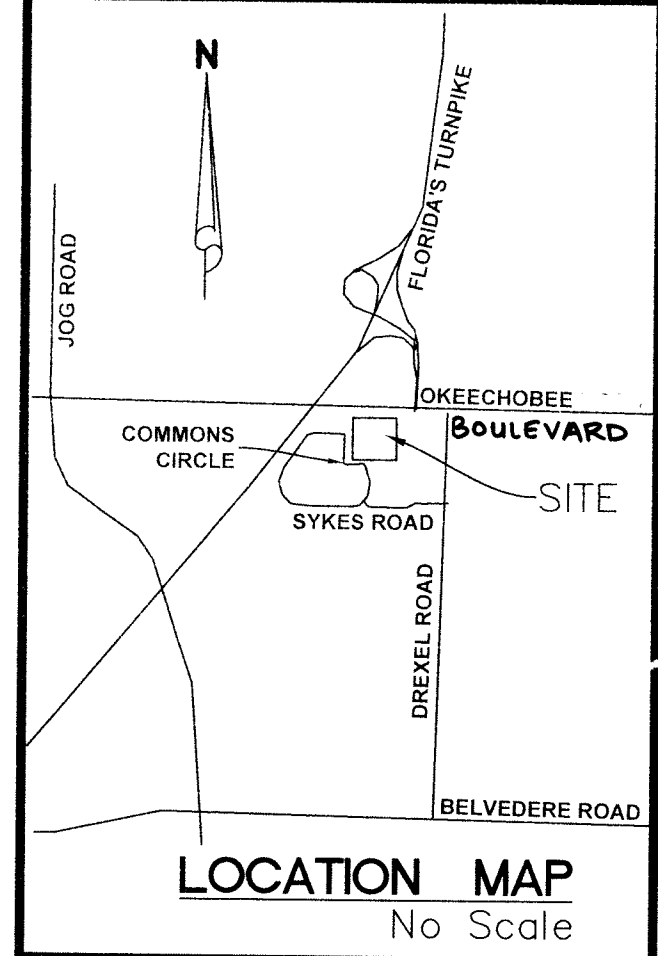 N
FLORIDA'S TURNPIKE
JOG ROAD
OKEECHOBEE
BOULEVARD
COMMONS
CIRCLE
SITE
SYKES ROAD
DREXEL ROAD
BELVEDERE ROAD
LOCATION MAP
No Scale